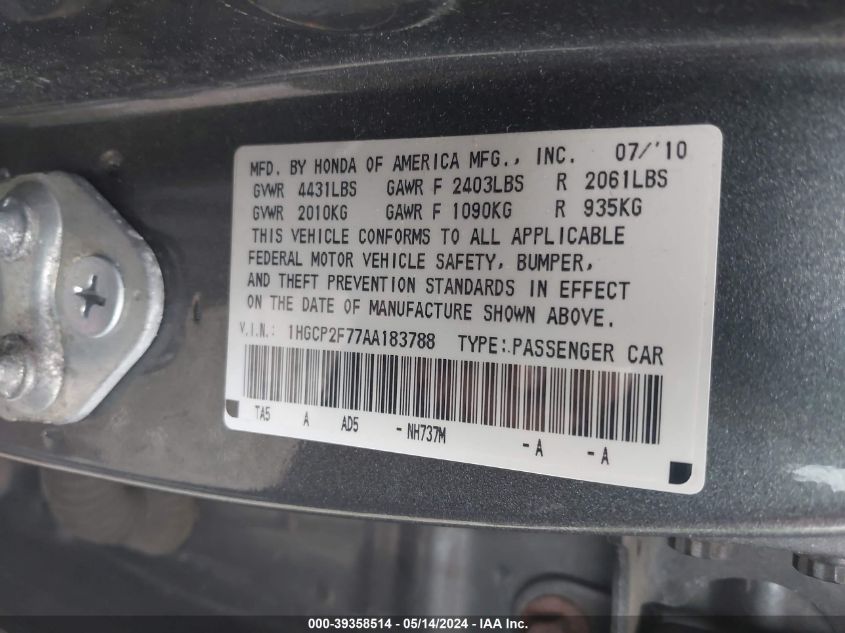 MFD. BY HONDA OF AMERICA MFG., INC. 07/'10
GVWR 4431LBS GAWR F 2403LBS R 2061LBS
GVWR 2010KG GAWR F 1090KG R 935KG
THIS VEHICLE CONFORMS TO ALL APPLICABLE
FEDERAL MOTOR VEHICLE SAFETY, BUMPER,
AND THEFT PREVENTION STANDARDS IN EFFECT
ON THE DATE OF MANUFACTURE SHOWN ABOVE.
V.I.N.: 1HGCP2F77AA183788 TYPE:PASSENGER CAR
TA5 A AD5 - NH737M - A - A
000-39358514 - 05/14/2024 - IAA Inc.